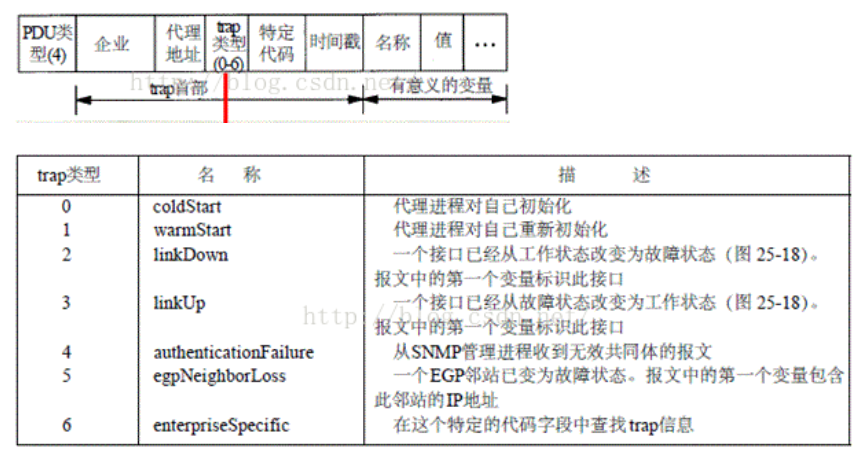 PDU类 企业 代理 trap 特定 时间戳 名称 值 …
型(4) 地址 类型 代码
(0-6)
http://blog.csdn.net
trap首部 有意义的变量
trap类型 名 称 描 述
0 coldStart 代理进程对自己初始化
1 warmStart 代理进程对自己重新初始化
2 linkDown 一个接口已经从工作状态改变为故障状态（图 25-18）。
报文中的第一个变量标识此接口
3 linkUp 一个接口已经从故障状态改变为工作状态（图 25-18）。
http://blog.csdn.net
报文中的第一个变量标识此接口
4 authenticationFailure 从SNMP管理进程收到无效共同体的报文
5 egpNeighborLoss 一个EGP邻站已变为故障状态。报文中的第一个变量包含
此邻站的IP地址
6 enterpriseSpecific 在这个特定的代码字段中查找 trap信息